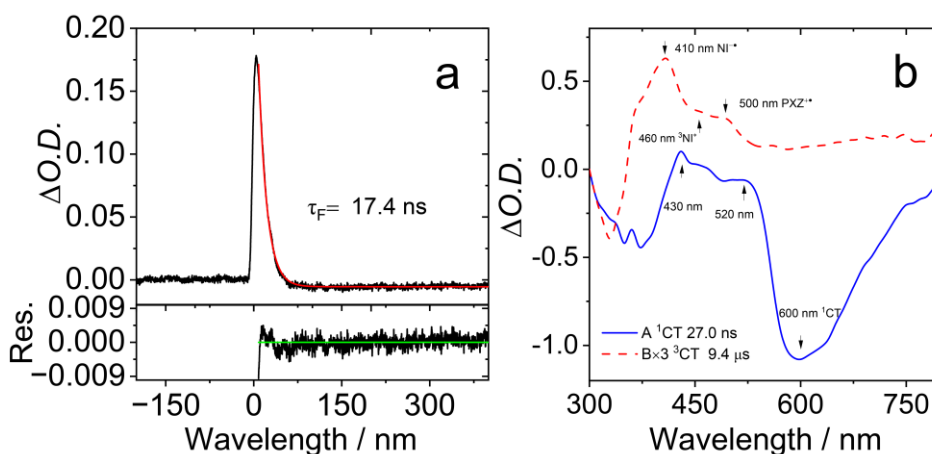 a
ΔO.D.
0.20
0.15
0.10
0.05
0.00
τF= 17.4 ns
Res.
0.009
0.000
−0.009
−150
0
150
300
Wavelength / nm
b
ΔO.D.
0.5
0.0
-0.5
-1.0
410 nm NI⁻•
500 nm PXZ⁺•
460 nm ³NI*
430 nm
520 nm
600 nm ¹CT
A ¹CT 27.0 ns
B×3 ³CT 9.4 μs
300
450
600
750
Wavelength / nm